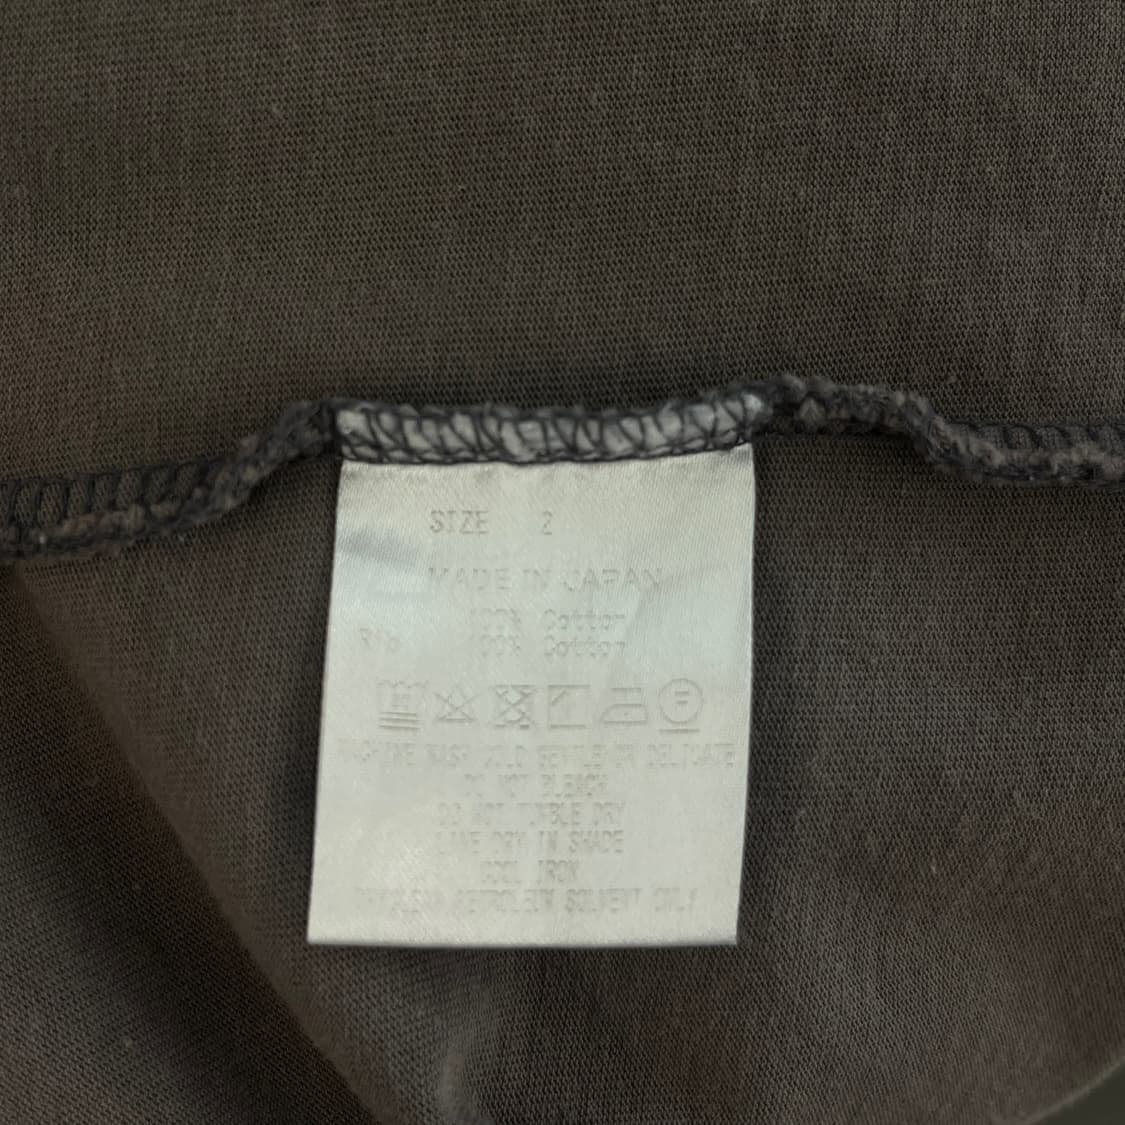 SIZE 2
MADE IN JAPAN
100% Cotton
Rib 100% Cotton
MACHINE WASH COLD GENTLE OR DELICATE
DO NOT BLEACH
DO NOT TUMBLE DRY
LINE DRY IN SHADE
COOL IRON
DRYCLEAN PETROLEUM SOLVENT ONLY